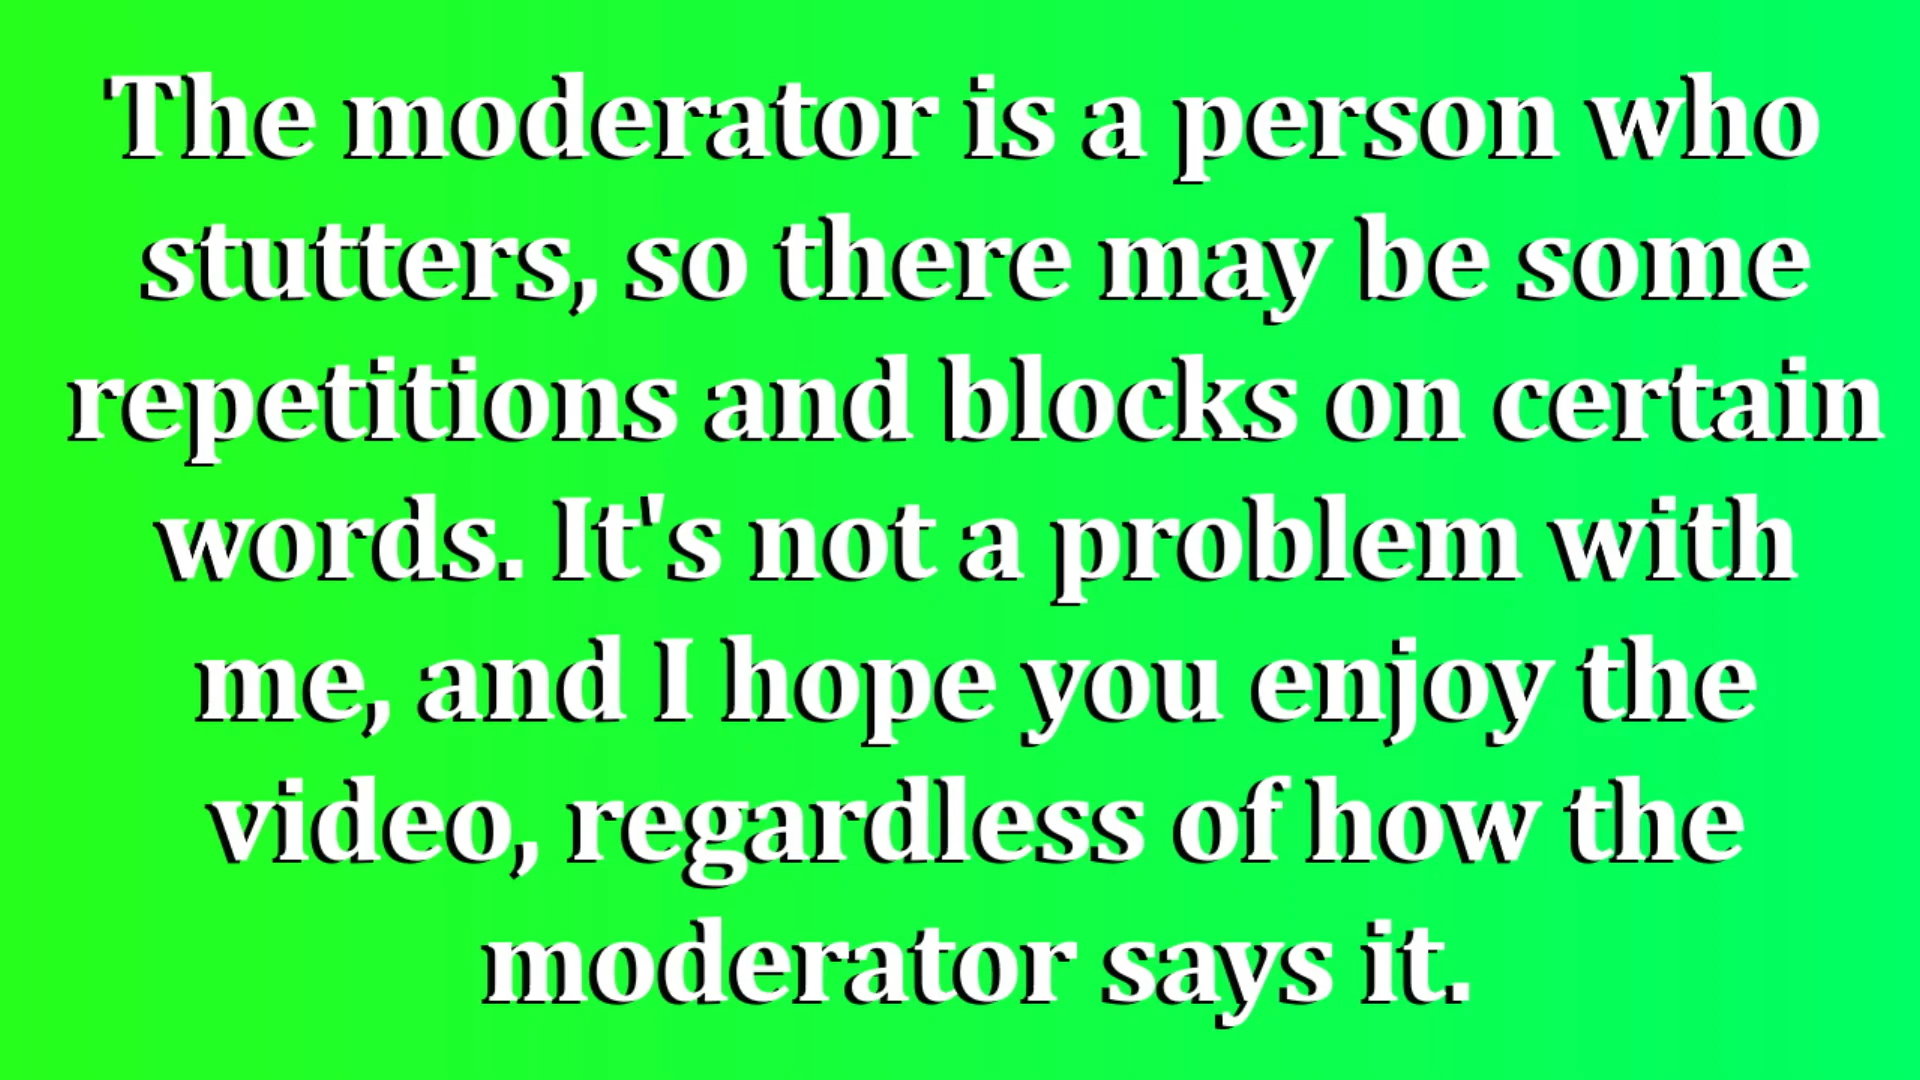 The moderator is a person who
stutters, so there may be some
repetitions and blocks on certain
words. It's not a problem with
me, and I hope you enjoy the
video, regardless of how the
moderator says it.